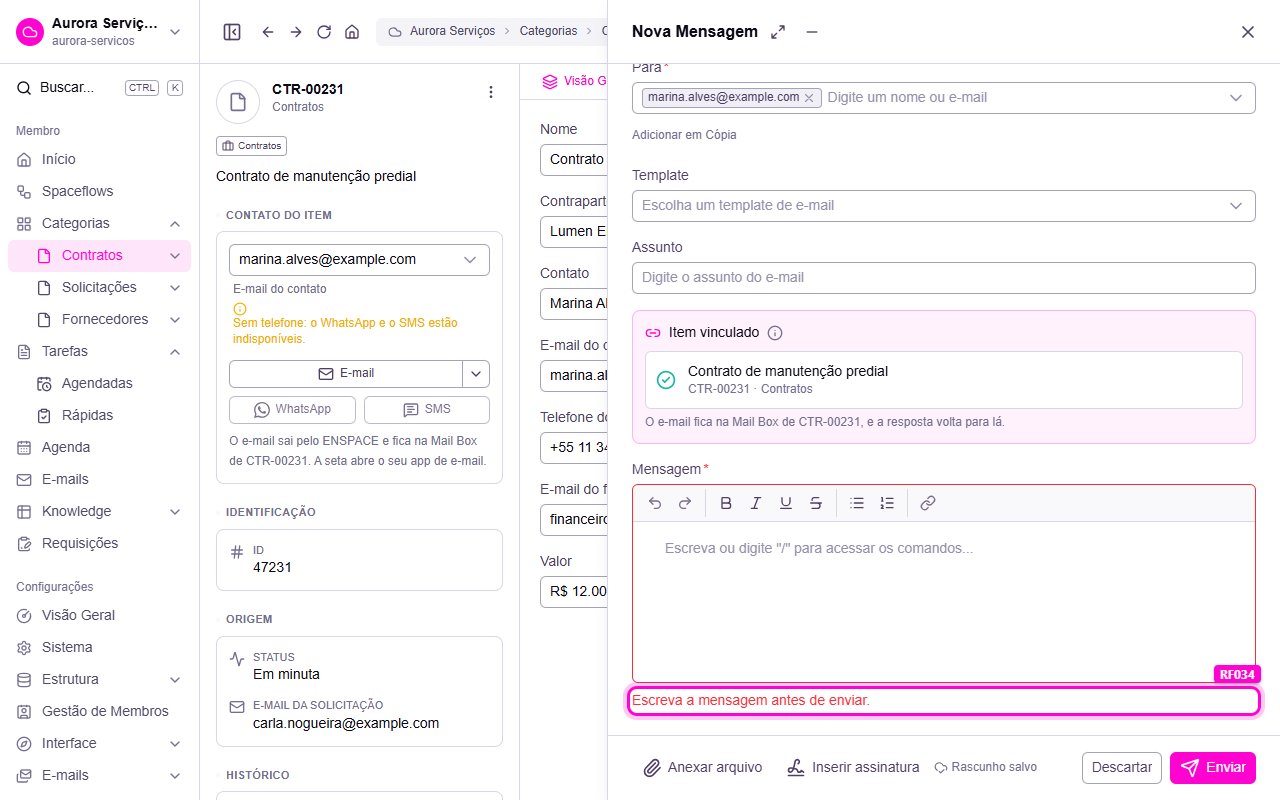 Aurora Serviç...
aurora-servicos
Buscar...
CTRL
K
Membro
Início
Spaceflows
Categorias
Contratos
Solicitações
Fornecedores
Tarefas
Agendadas
Rápidas
Agenda
E-mails
Knowledge
Requisições
Configurações
Visão Geral
Sistema
Estrutura
Gestão de Membros
Interface
E-mails
Aurora Serviços
Categorias
C
CTR-00231
Contratos
Contratos
Contrato de manutenção predial
CONTATO DO ITEM
marina.alves@example.com
E-mail do contato
Sem telefone: o WhatsApp e o SMS estão
indisponíveis.
E-mail
WhatsApp
SMS
O e-mail sai pelo ENSPACE e fica na Mail Box
de CTR-00231. A seta abre o seu app de e-mail.
IDENTIFICAÇÃO
ID
47231
ORIGEM
STATUS
Em minuta
E-MAIL DA SOLICITAÇÃO
carla.nogueira@example.com
HISTÓRICO
Visão G
Nome
Contrato
Contrapart
Lumen E
Contato
Marina Al
E-mail do c
marina.al
Telefone do
+55 11 34
E-mail do f
financeiro
Valor
R$ 12.00
Nova Mensagem
Para*
marina.alves@example.com
Digite um nome ou e-mail
Adicionar em Cópia
Template
Escolha um template de e-mail
Assunto
Digite o assunto do e-mail
Item vinculado
Contrato de manutenção predial
CTR-00231 · Contratos
O e-mail fica na Mail Box de CTR-00231, e a resposta volta para lá.
Mensagem*
Escreva ou digite "/" para acessar os comandos...
RF034
Escreva a mensagem antes de enviar.
Anexar arquivo
Inserir assinatura
Rascunho salvo
Descartar
Enviar